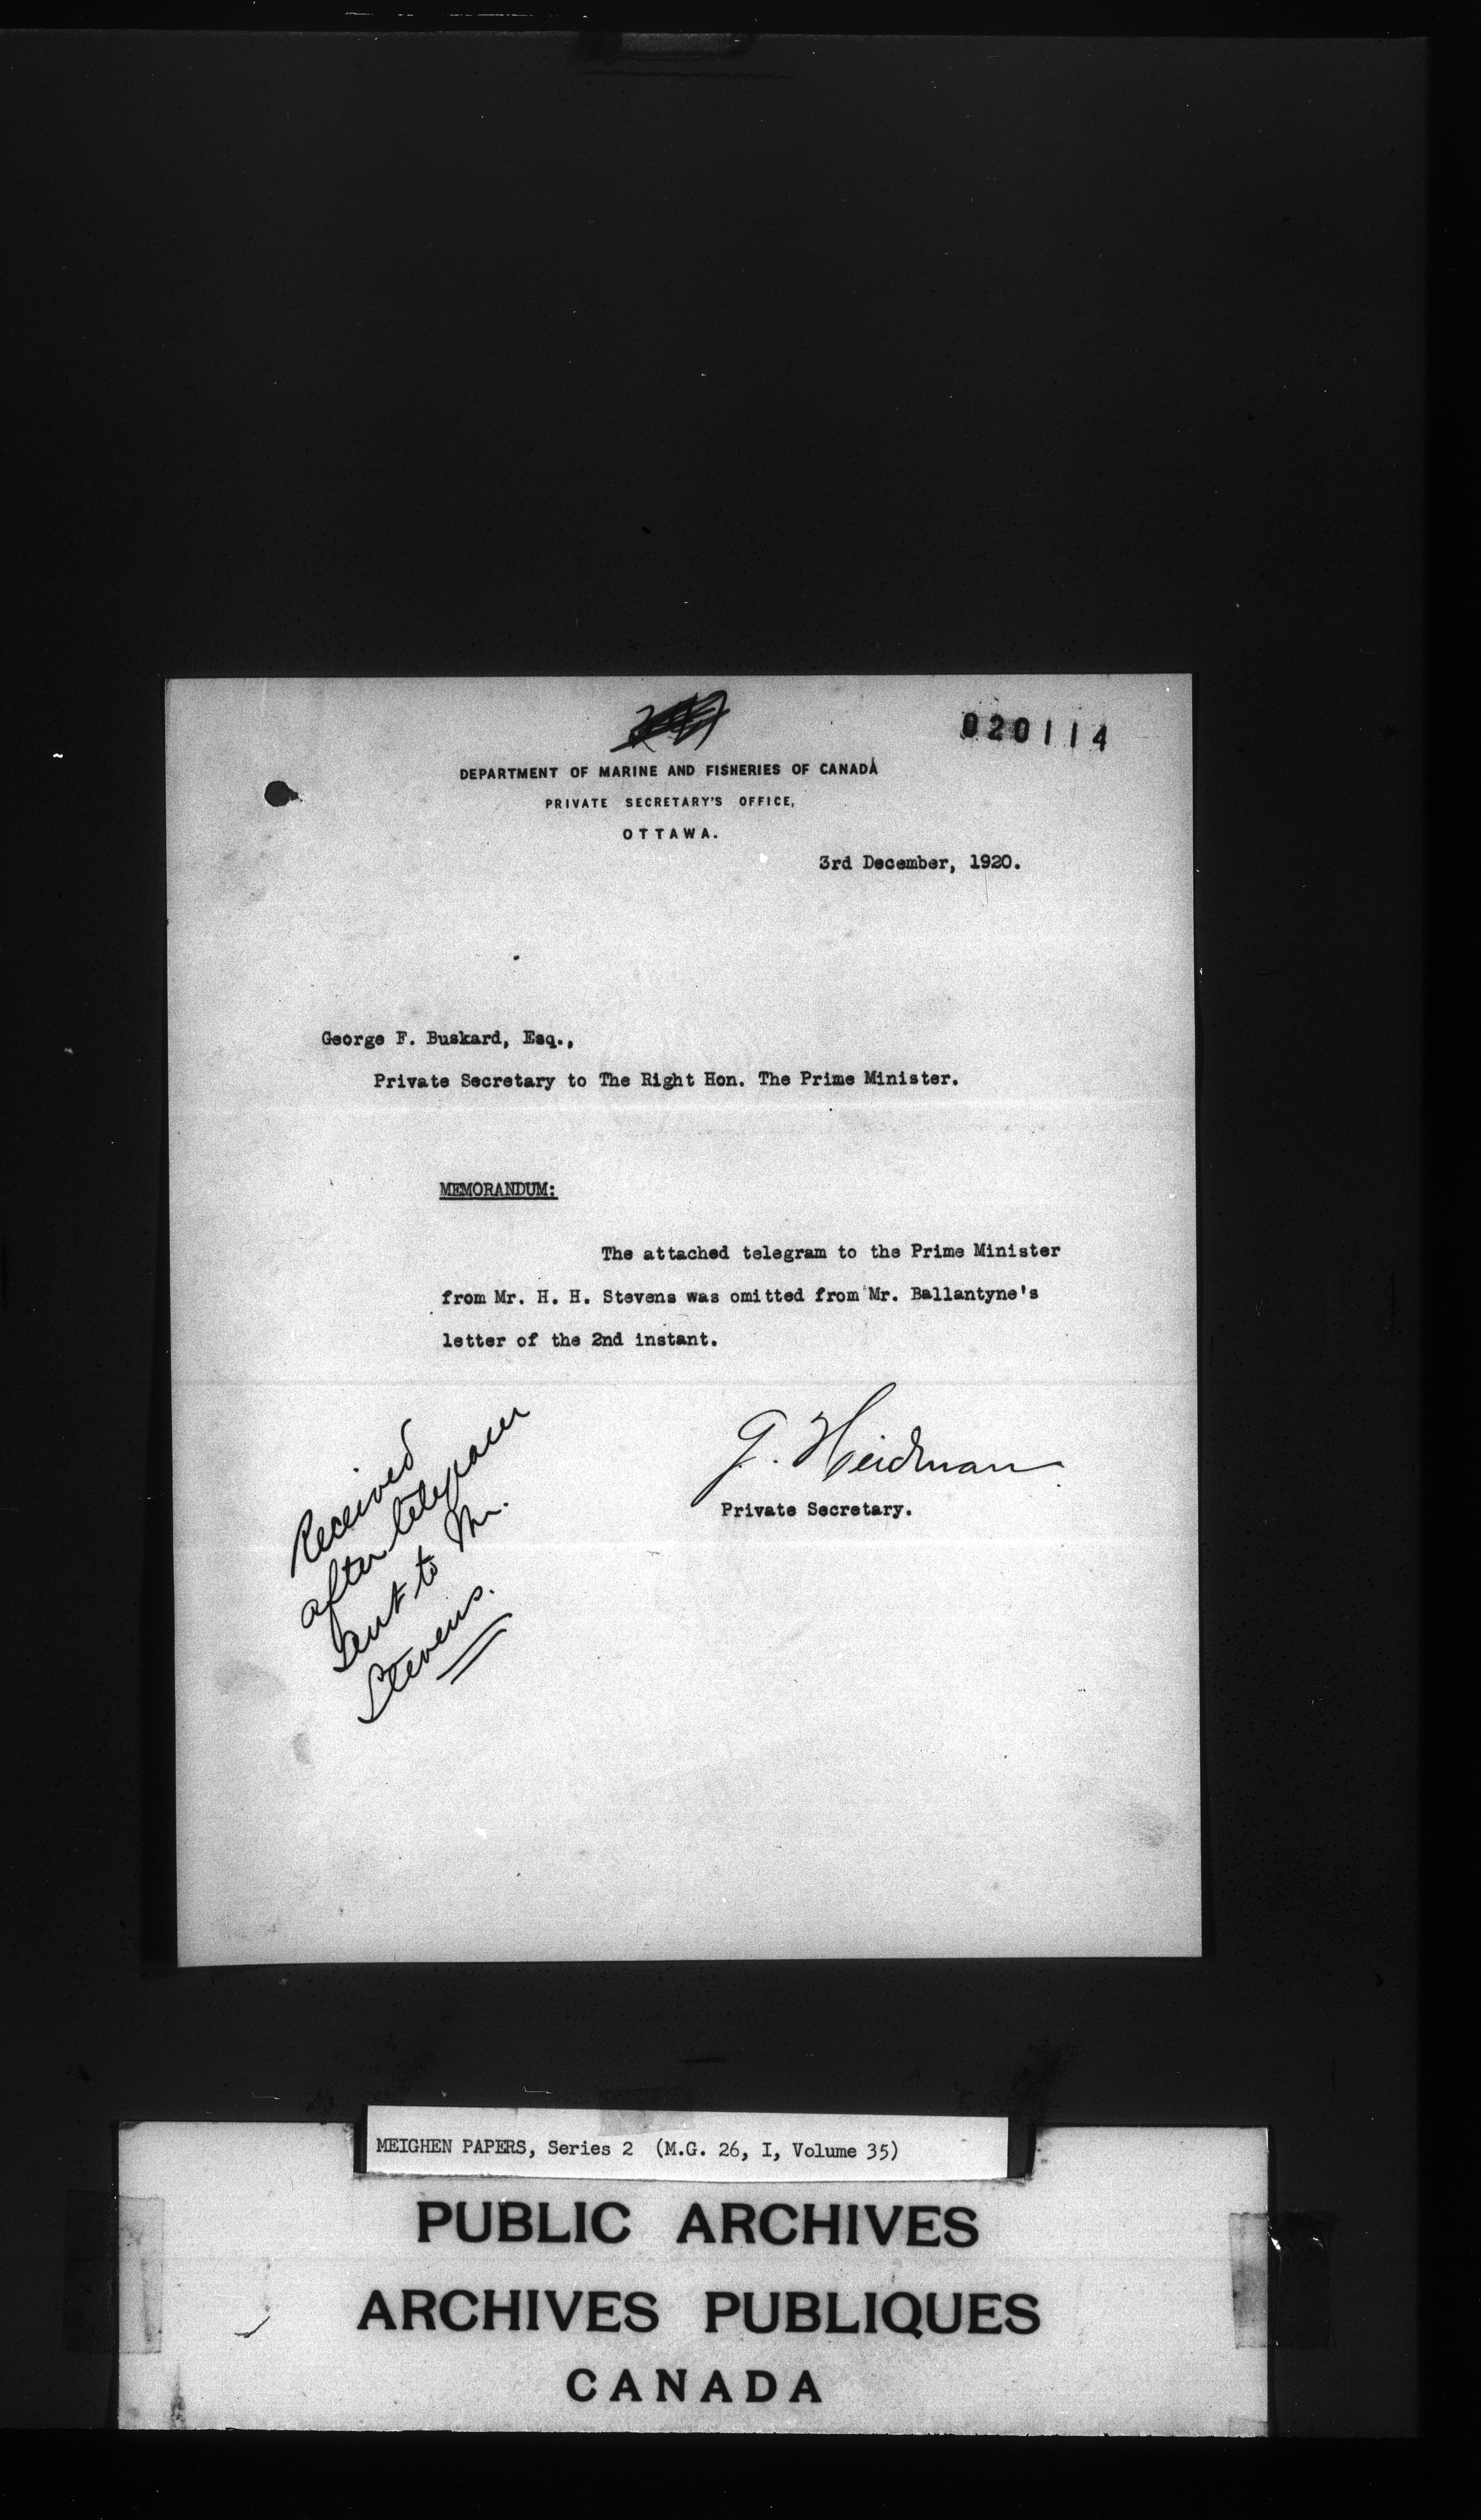 020114
DEPARTMENT OF MARINE AND FISHERIES OF CANADA
PRIVATE SECRETARY'S OFFICE,
OTTAWA.
3rd December, 1920.
George F. Buskard, Esq.,
Private Secretary to The Right Hon. The Prime Minister.
MEMORANDUM:
The attached telegram to the Prime Minister
from Mr. H. H. Stevens was omitted from Mr. Ballantyne's
letter of the 2nd instant.
G. Heidman
Private Secretary.
Received
after telegram
sent to Mr.
Stevens.
MEIGHEN PAPERS, Series 2 (M.G. 26, I, Volume 35)
PUBLIC ARCHIVES
ARCHIVES PUBLIQUES
CANADA